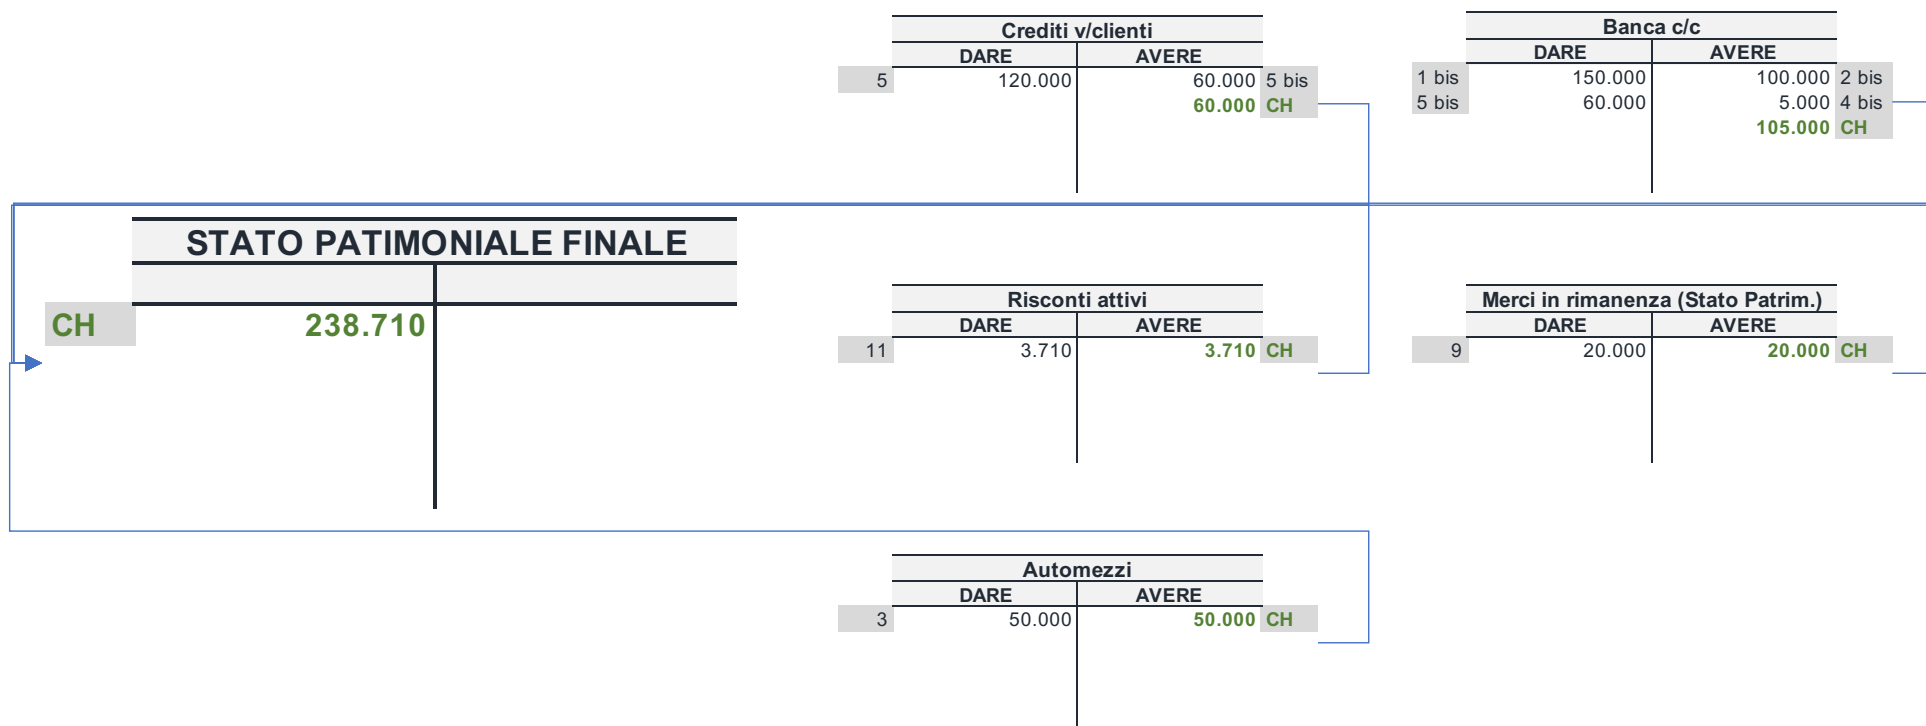 Crediti v/clienti
DARE AVERE
5 120.000 60.000 5 bis
60.000 CH
Banca c/c
DARE AVERE
1 bis 150.000 100.000 2 bis
5 bis 60.000 5.000 4 bis
105.000 CH
STATO PATIMONIALE FINALE
CH 238.710
Risconti attivi
DARE AVERE
11 3.710 3.710 CH
Merci in rimanenza (Stato Patrim.)
DARE AVERE
9 20.000 20.000 CH
Automezzi
DARE AVERE
3 50.000 50.000 CH